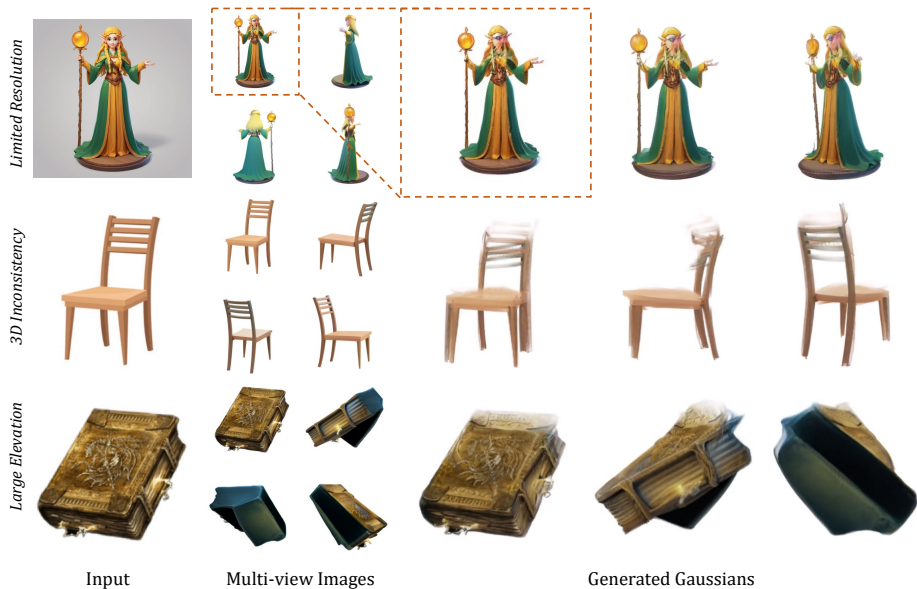 Limited Resolution
3D Inconsistency
Large Elevation
Input
Multi-view Images
Generated Gaussians